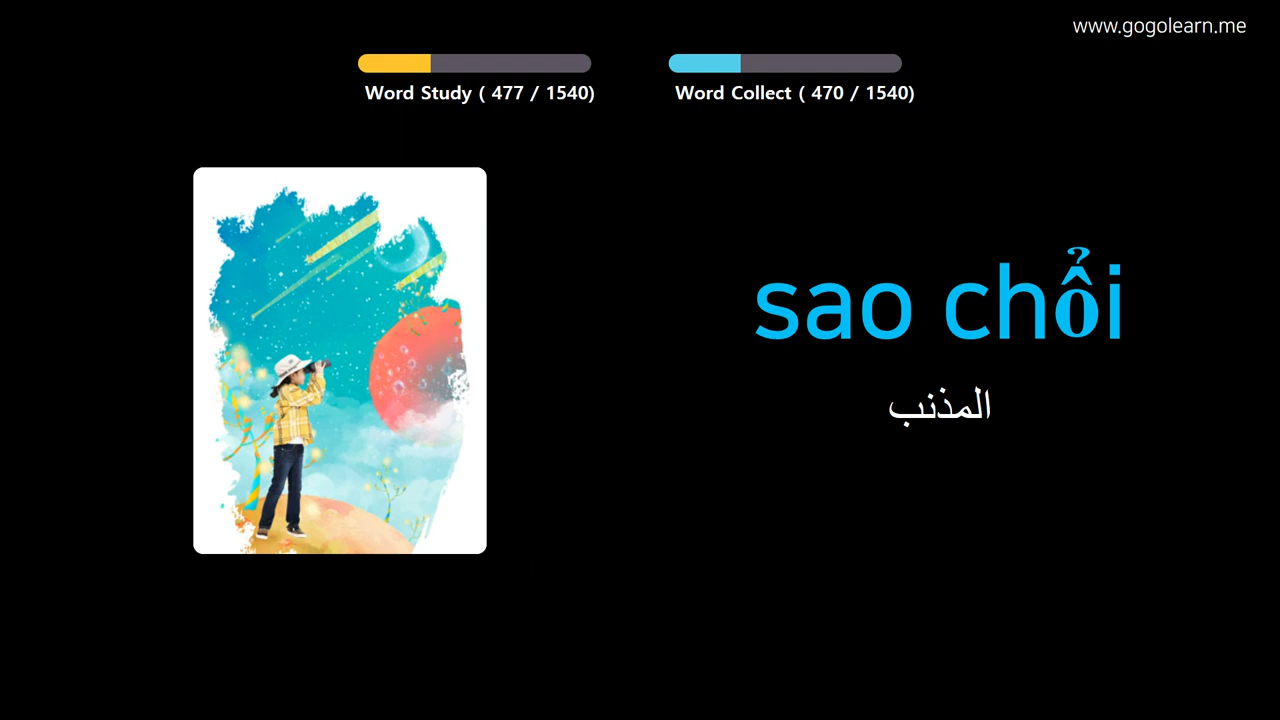 www.gogolearn.me
Word Study ( 477 / 1540)
Word Collect ( 470 / 1540)
sao chổi
المذنب